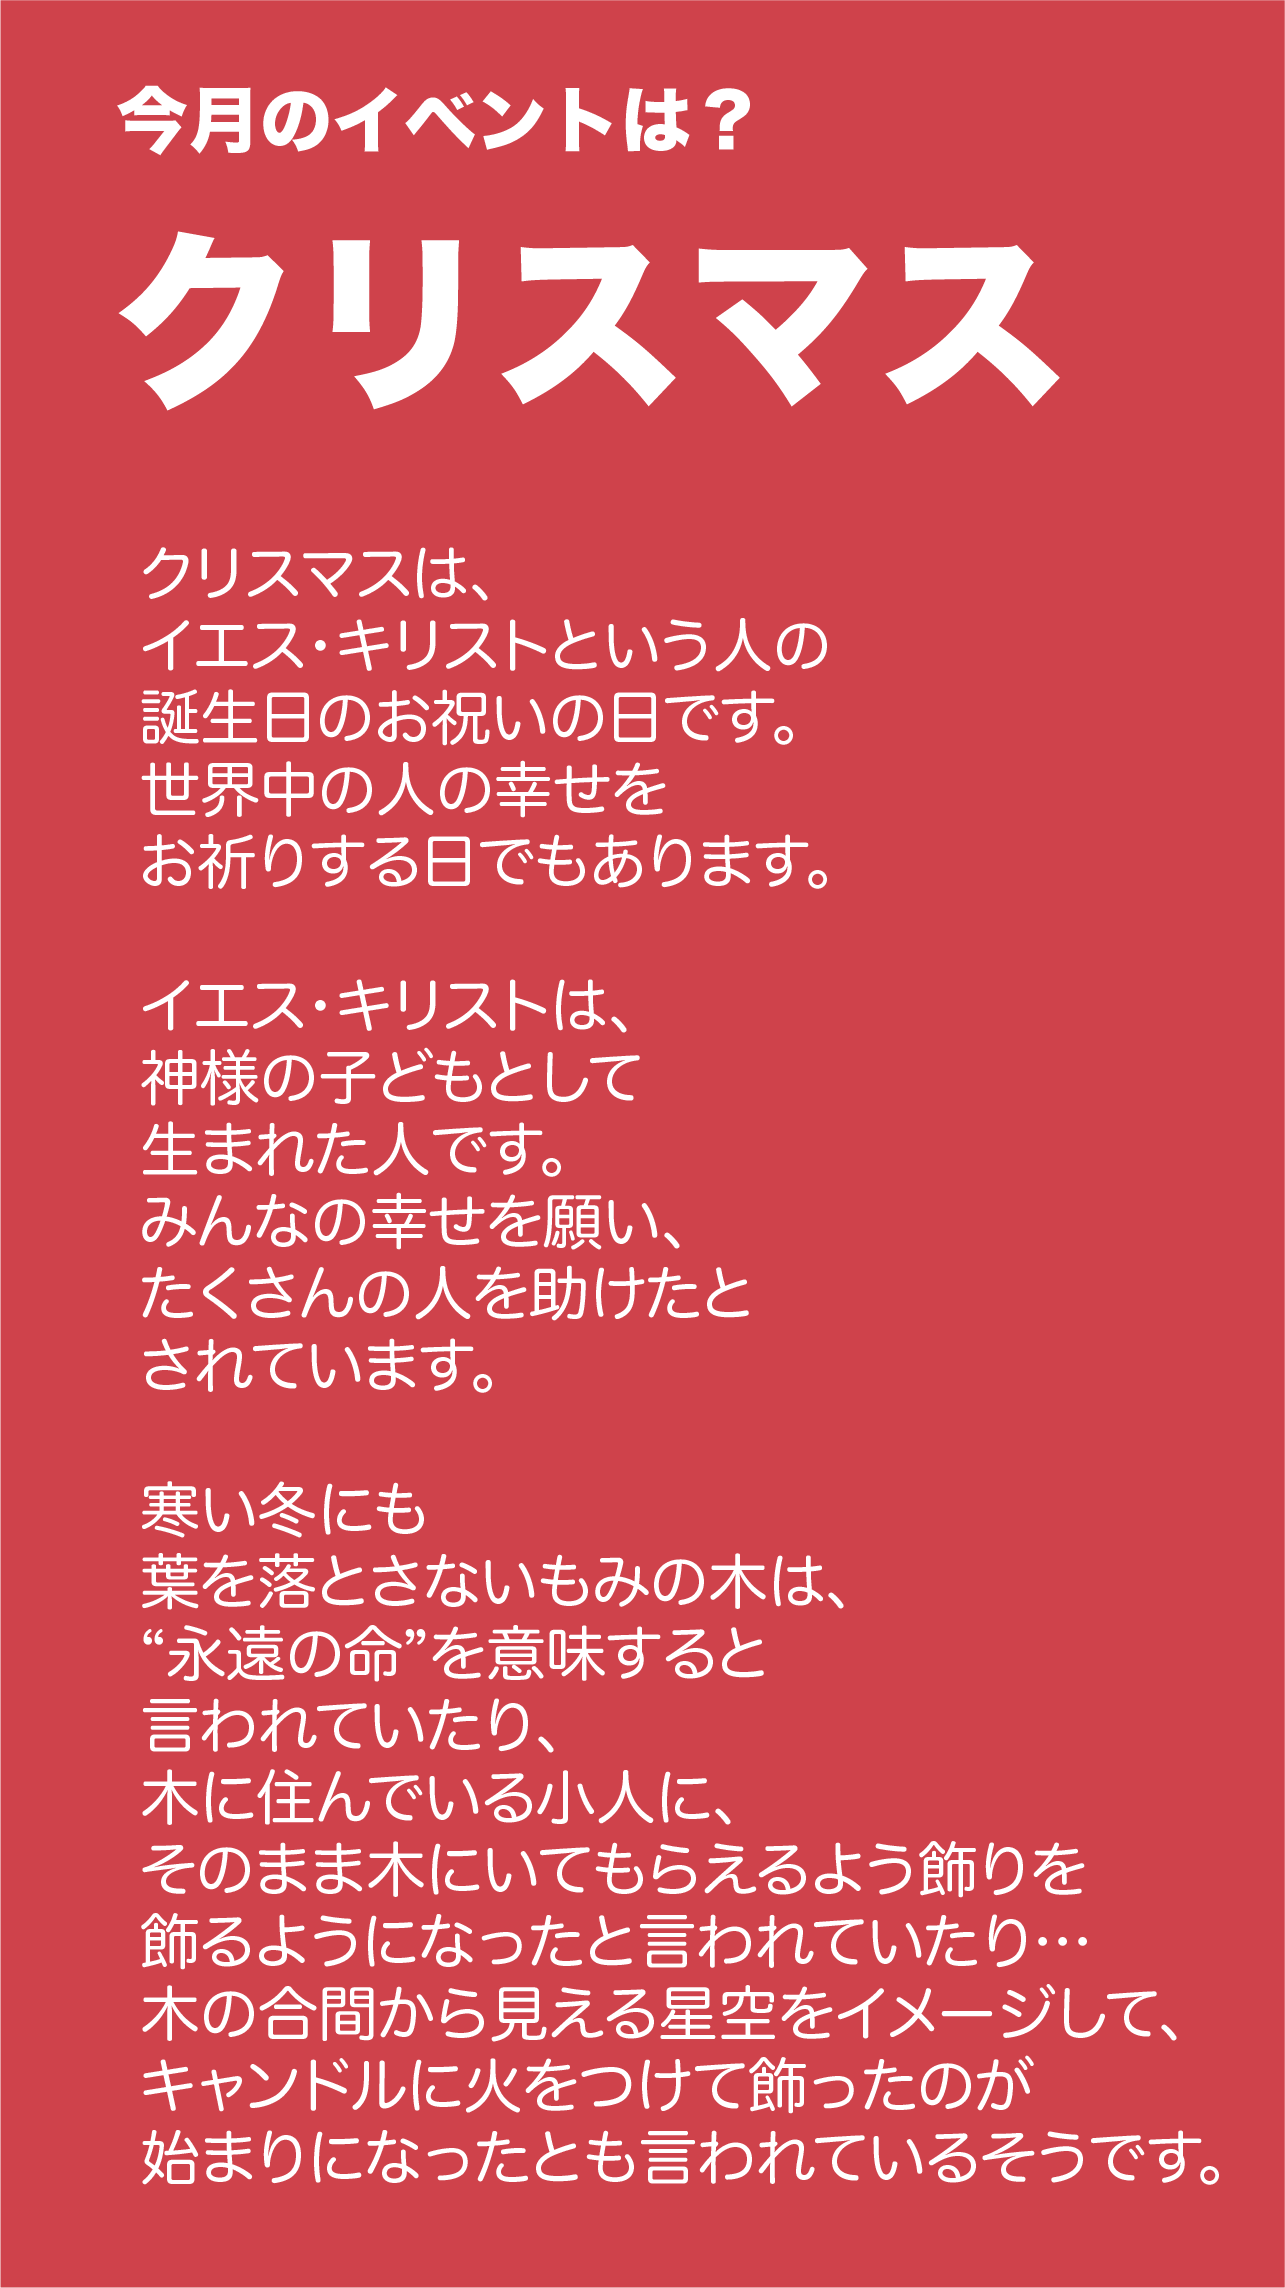 今月のイベントは？
クリスマス
クリスマスは、
イエス・キリストという人の
誕生日のお祝いの日です。
世界中の人の幸せを
お祈りする日でもあります。
イエス・キリストは、
神様の子どもとして
生まれた人です。
みんなの幸せを願い、
たくさんの人を助けたと
されています。
寒い冬にも
葉を落とさないもみの木は、
“永遠の命”を意味すると
言われていたり、
木に住んでいる小人に、
そのまま木にいてもらえるよう飾りを
飾るようになったと言われていたり…
木の合間から見える星空をイメージして、
キャンドルに火をつけて飾ったのが
始まりになったとも言われているそうです。